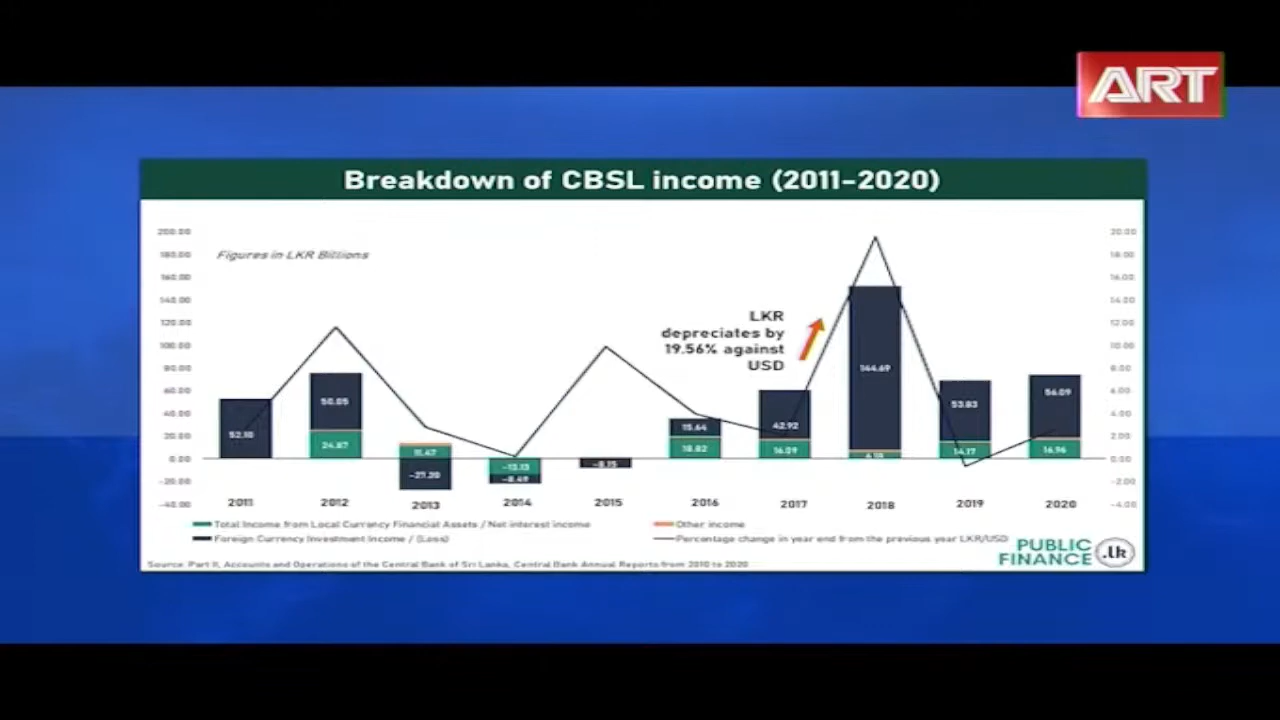 ART
Breakdown of CBSL income (2011-2020)
Figures in LKR Billions
200.00
180.00
160.00
140.00
120.00
100.00
80.00
60.00
40.00
20.00
0.00
-20.00
-40.00
20.00
18.00
16.00
14.00
12.00
10.00
8.00
6.00
4.00
2.00
0.00
-2.00
-4.00
LKR
depreciates by
19.56% against
USD
52.10
50.05
24.87
11.47
-27.20
-8.49
-8.15
15.64
18.82
42.92
16.09
144.69
53.83
14.17
56.09
16.96
2011 2012 2013 2014 2015 2016 2017 2018 2019 2020
Total Income from Local Currency Financial Assets / Net interest income
Other income
Foreign Currency Investment Income / (Loss)
Percentage change in year end from the previous year LKR/USD
PUBLIC
FINANCE
.lk
Source: Part II, Accounts and Operations of the Central Bank of Sri Lanka, Central Bank Annual Reports from 2010 to 2020